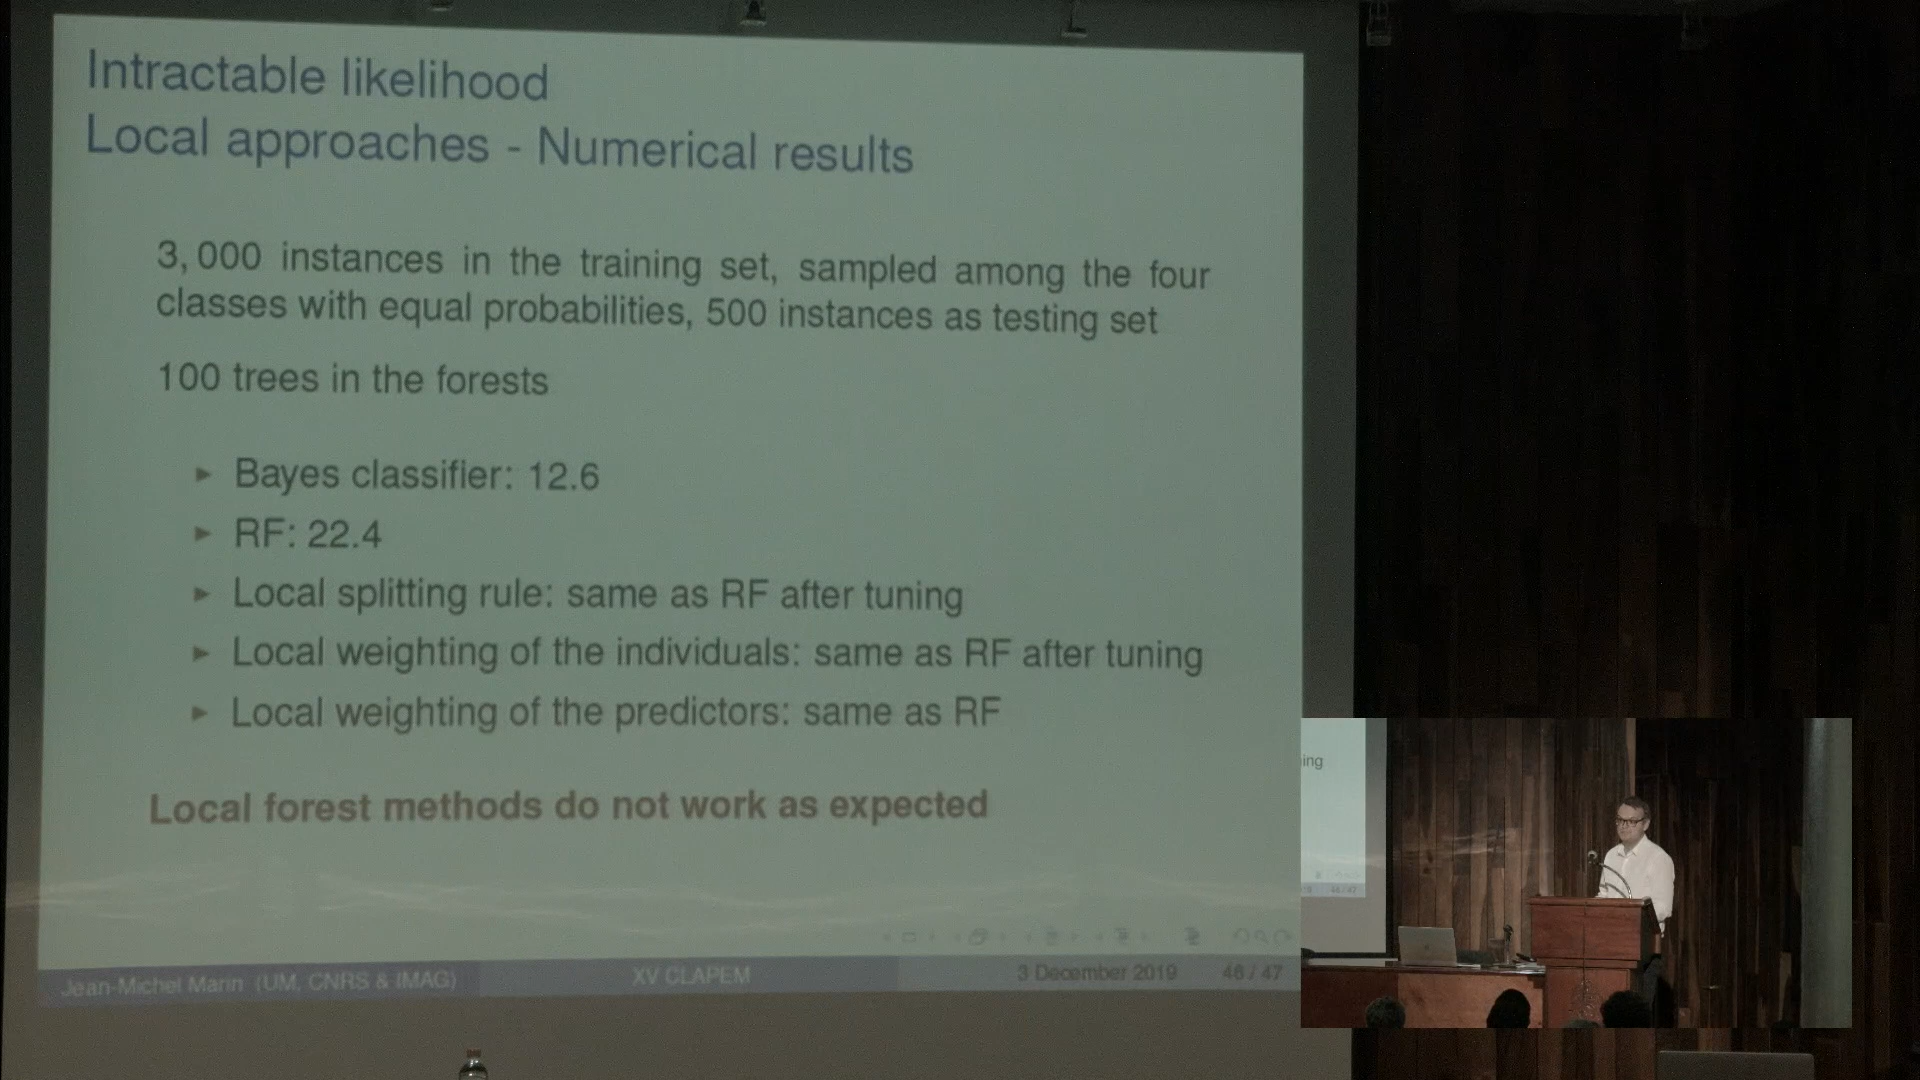 Intractable likelihood
Local approaches - Numerical results
3, 000 instances in the training set, sampled among the four
classes with equal probabilities, 500 instances as testing set
100 trees in the forests
Bayes classifier: 12.6
RF: 22.4
Local splitting rule: same as RF after tuning
Local weighting of the individuals: same as RF after tuning
Local weighting of the predictors: same as RF
Local forest methods do not work as expected
Jean-Michel Marin (UM, CNRS & IMAG)
XV CLAPEM
3 December 2019
46 / 47
ing
46 / 47